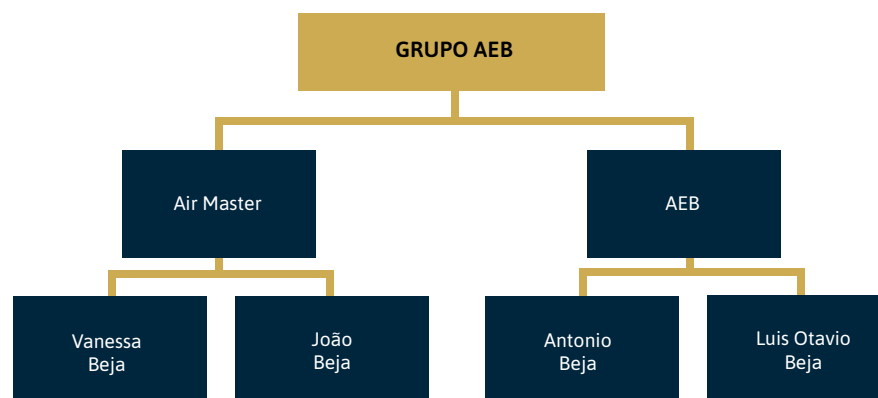 GRUPO AEB
Air Master
AEB
Vanessa
Beja
João
Beja
Antonio
Beja
Luis Otavio
Beja